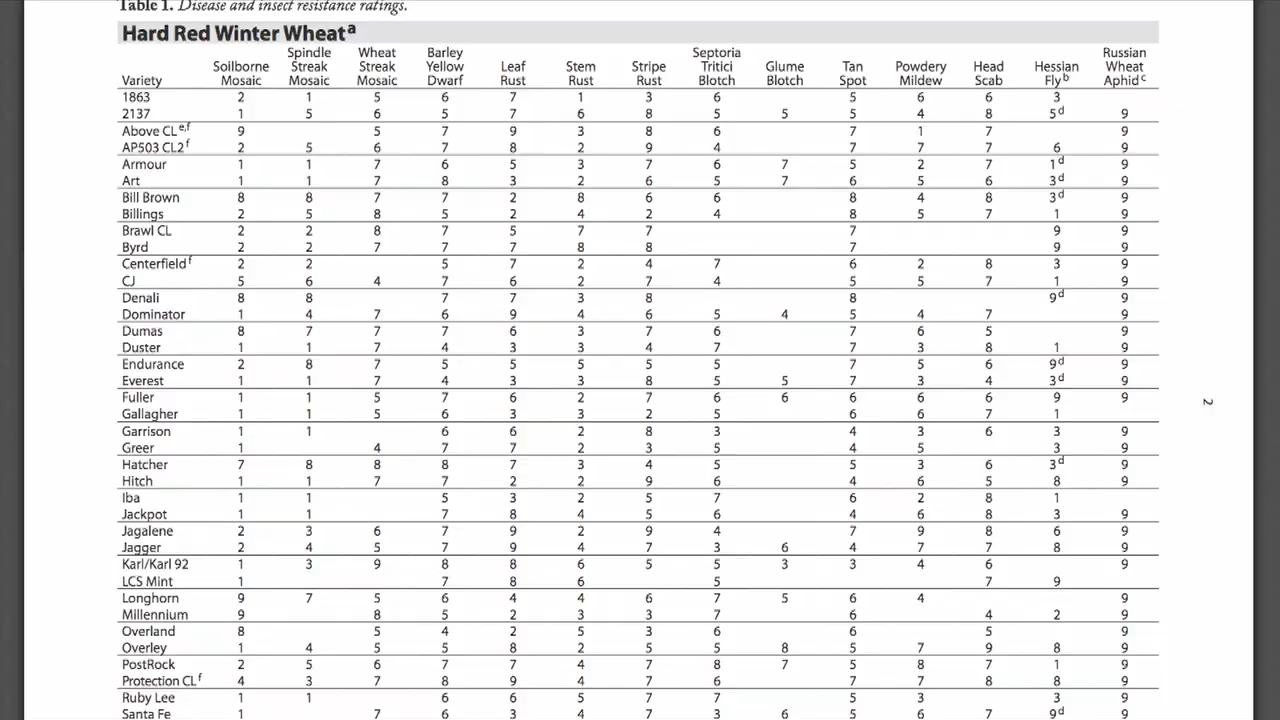 Table 1. Disease and insect resistance ratings.
Hard Red Winter Wheat a
Variety Soilborne Mosaic Spindle Streak Mosaic Wheat Streak Mosaic Barley Yellow Dwarf Leaf Rust Stem Rust Stripe Rust Septoria Tritici Blotch Glume Blotch Tan Spot Powdery Mildew Head Scab Hessian Fly b Russian Wheat Aphid c
1863 2 1 5 6 7 1 3 6 5 6 6 3
2137 1 5 6 5 7 6 8 5 5 5 4 8 5 d 9
Above CL e,f 9 5 7 9 3 8 6 7 1 7 9
AP503 CL2 f 2 5 6 7 8 2 9 4 7 7 7 6 9
Armour 1 1 7 6 5 3 7 6 7 5 2 7 1 d 9
Art 1 1 7 8 3 2 6 5 7 6 5 6 3 d 9
Bill Brown 8 8 7 7 2 8 6 6 8 4 8 3 d 9
Billings 2 5 8 5 2 4 2 4 8 5 7 1 9
Brawl CL 2 2 8 7 5 7 7 7 9 9
Byrd 2 2 7 7 7 8 8 7 9 9
Centerfield f 2 2 5 7 2 4 7 6 2 8 3 9
CJ 5 6 4 7 6 2 7 4 5 5 7 1 9
Denali 8 8 7 7 3 8 8 9 d 9
Dominator 1 4 7 6 9 4 6 5 4 5 4 7 9
Dumas 8 7 7 7 6 3 7 6 7 6 5 9
Duster 1 1 7 4 3 3 4 7 7 3 8 1 9
Endurance 2 8 7 5 5 5 5 5 7 5 6 9 d 9
Everest 1 1 7 4 3 3 8 5 5 7 3 4 3 d 9
Fuller 1 1 5 7 6 2 7 6 6 6 6 6 9 9
Gallagher 1 1 5 6 3 3 2 5 6 6 7 1
Garrison 1 1 6 6 2 8 3 4 3 6 3 9
Greer 1 4 7 7 2 3 5 4 5 3 9
Hatcher 7 8 8 8 7 3 4 5 5 3 6 3 d 9
Hitch 1 1 7 7 2 2 9 6 4 6 5 8 9
Iba 1 1 5 3 2 5 7 6 2 8 1
Jackpot 1 1 7 8 4 5 6 4 6 8 3 9
Jagalene 2 3 6 7 9 2 9 4 7 9 8 6 9
Jagger 2 4 5 7 9 4 7 3 6 4 7 7 8 9
Karl/Karl 92 1 3 9 8 8 6 5 5 3 3 4 6 9
LCS Mint 1 7 8 6 5 7 9
Longhorn 9 7 5 6 4 4 6 7 5 6 4 9
Millennium 9 8 5 2 3 3 7 6 4 2 9
Overland 8 5 4 2 5 3 6 6 5 9
Overley 1 4 5 5 8 2 5 5 8 5 7 9 8 9
PostRock 2 5 6 7 7 4 7 8 7 5 8 7 1 9
Protection CL f 4 3 7 8 9 4 7 6 7 7 8 8 9
Ruby Lee 1 1 6 6 5 7 7 5 3 3 9
Santa Fe 1 7 6 3 4 7 3 6 5 6 7 9 d 9
2